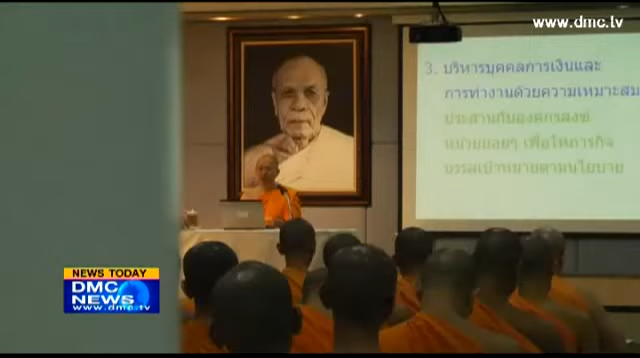 www.dmc.tv
3. บริหารบุคคลการเงินและ
การทำงานด้วยความเหมาะสม
ประสานกับองค์กรสงฆ์
หน่วยย่อยๆ เพื่อให้ภารกิจ
บรรลุเป้าหมายตามนโยบาย
NEWS TODAY
DMC
NEWS
www.dmc.tv